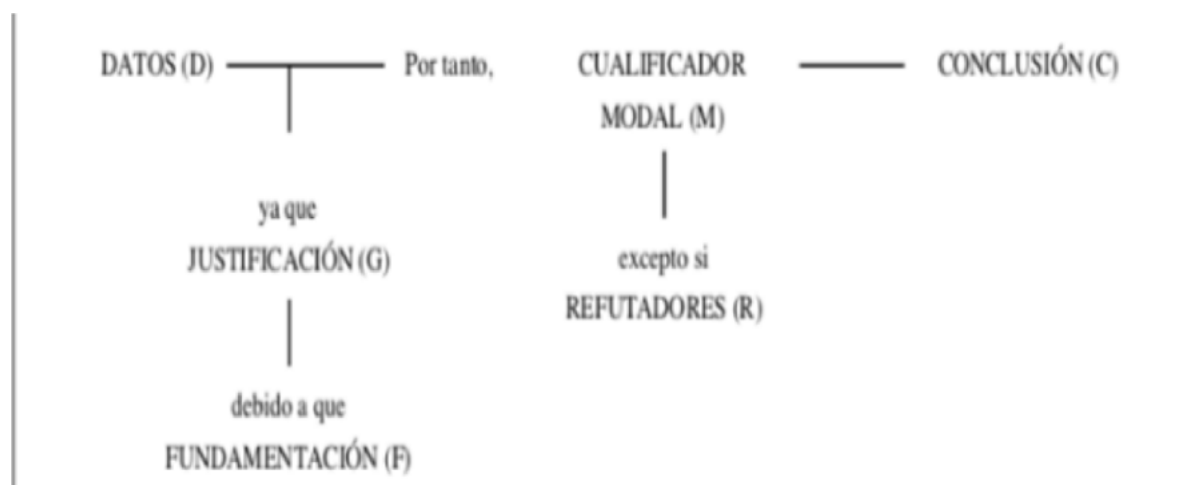 DATOS (D) Por tanto, CUALIFICADOR CONCLUSIÓN (C)
MODAL (M)
ya que
JUSTIFICACIÓN (G)
excepto si
REFUTADORES (R)
debido a que
FUNDAMENTACIÓN (F)